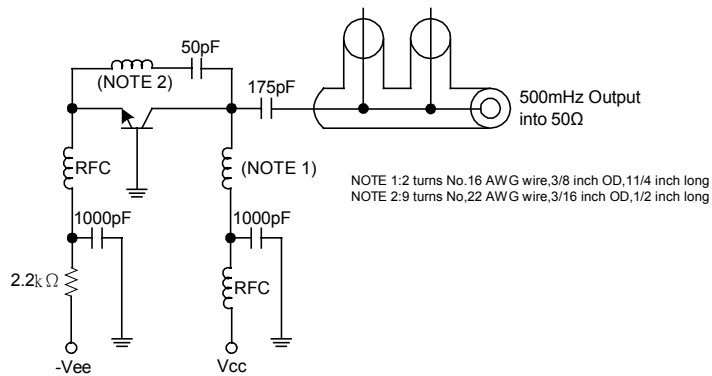 50pF
(NOTE 2)
175pF
500mHz Output
into 50Ω
RFC
(NOTE 1)
NOTE 1:2 turns No.16 AWG wire,3/8 inch OD,11/4 inch long
NOTE 2:9 turns No,22 AWG wire,3/16 inch OD,1/2 inch long
1000pF
1000pF
2.2kΩ
RFC
-Vee
Vcc